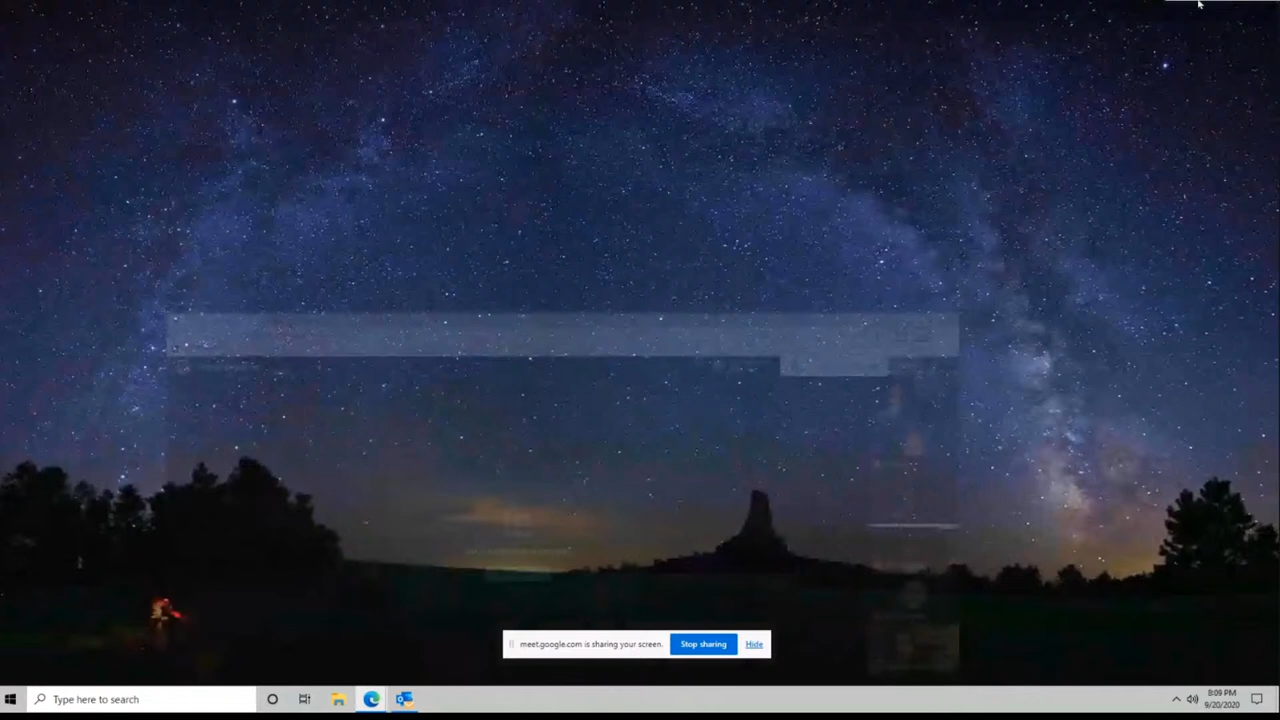 meet.google.com is sharing your screen.
Stop sharing
Hide
Type here to search
8:09 PM
9/20/2020